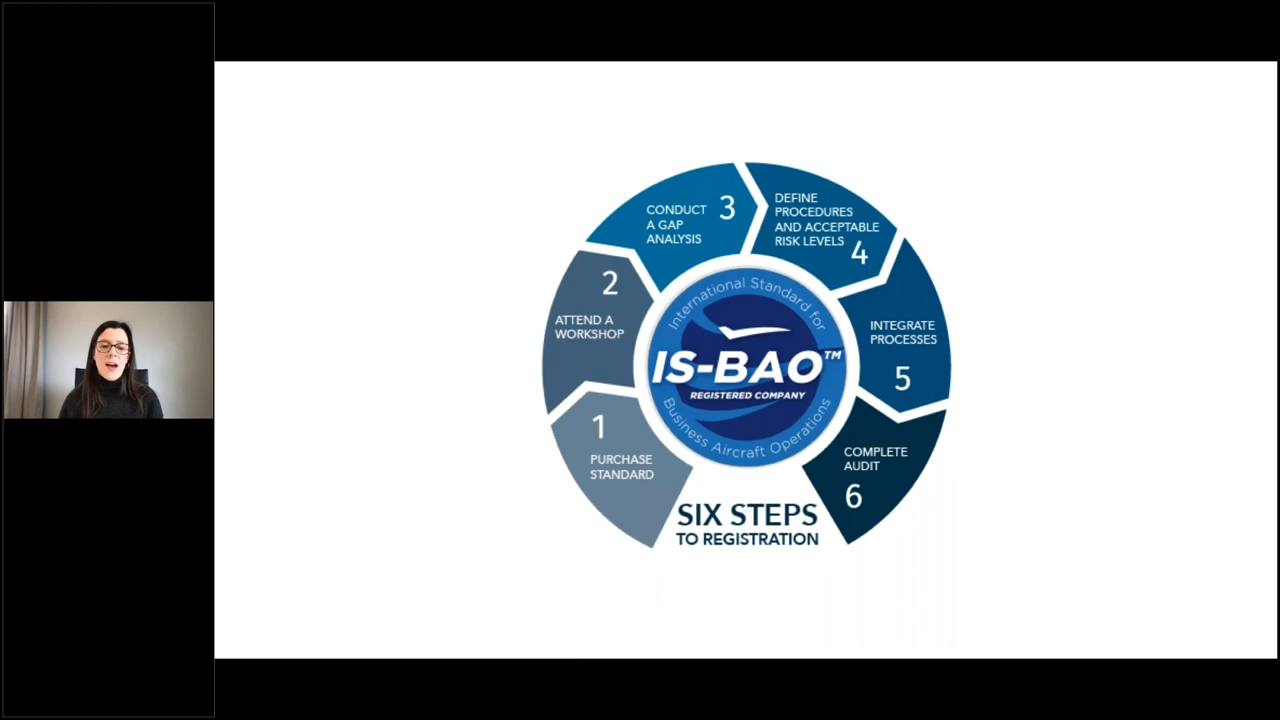 1
PURCHASE
STANDARD
2
ATTEND A
WORKSHOP
3
CONDUCT
A GAP
ANALYSIS
DEFINE
PROCEDURES
AND ACCEPTABLE
RISK LEVELS
4
INTEGRATE
PROCESSES
5
COMPLETE
AUDIT
6
International Standard for
IS-BAO™
REGISTERED COMPANY
Business Aircraft Operations
SIX STEPS
TO REGISTRATION